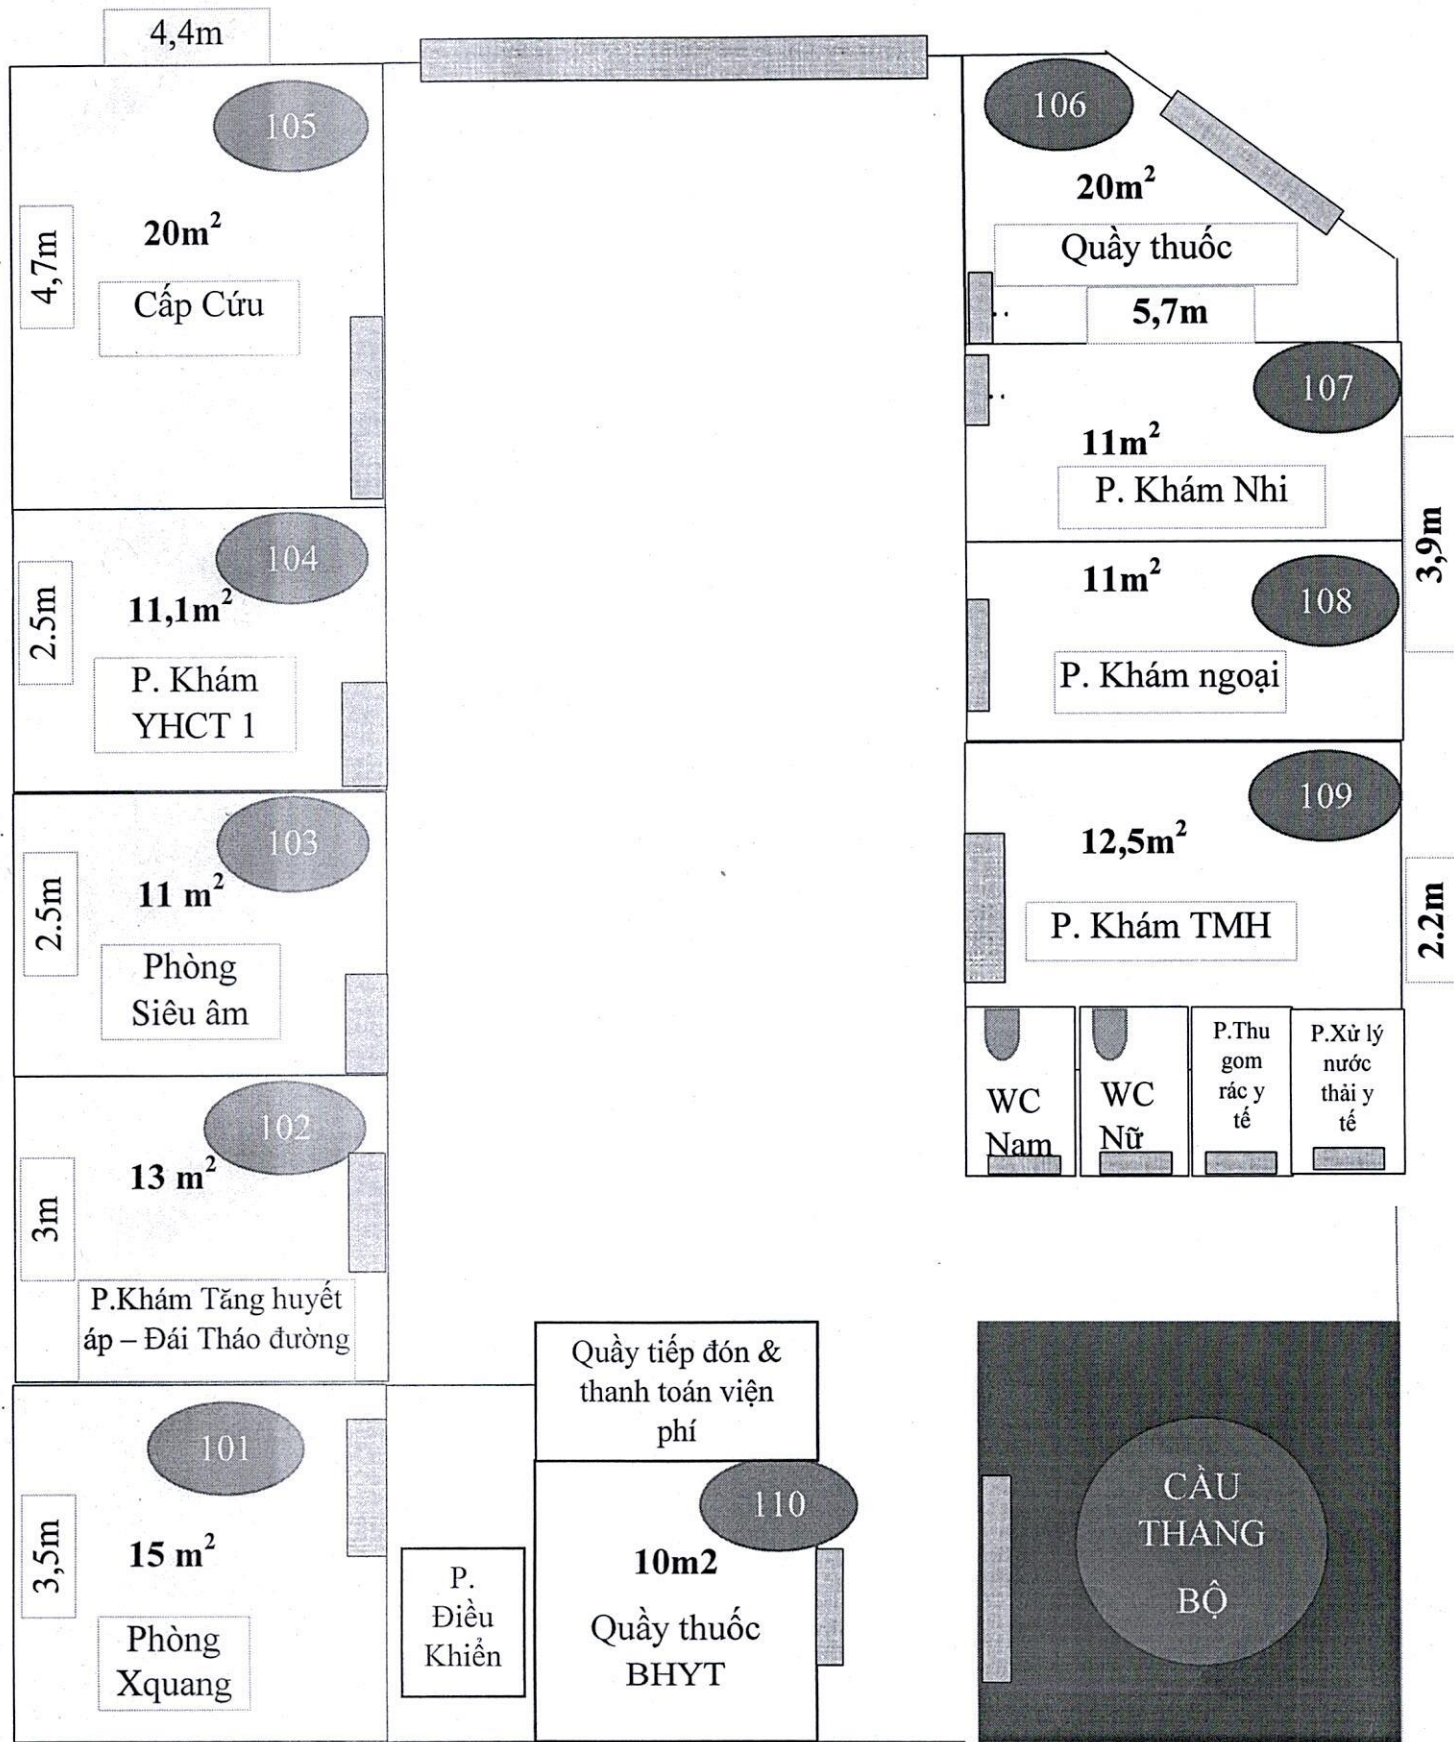 4,4m
105
20m²
4,7m
Cấp Cứu
104
11,1m²
2.5m
P. Khám
YHCT 1
103
11 m²
2.5m
Phòng
Siêu âm
102
13 m²
3m
P.Khám Tăng huyết
áp – Đái Tháo đường
101
15 m²
3,5m
Phòng
Xquang
P.
Điều
Khiển
Quầy tiếp đón &
thanh toán viện
phí
110
10m2
Quầy thuốc
BHYT
106
20m²
Quầy thuốc
5,7m
107
11m²
P. Khám Nhi
3,9m
11m²
108
P. Khám ngoại
109
12,5m²
P. Khám TMH
2.2m
WC
Nam
WC
Nữ
P.Thu
gom
rác y
tế
P.Xử lý
nước
thải y
tế
CẦU
THANG
BỘ